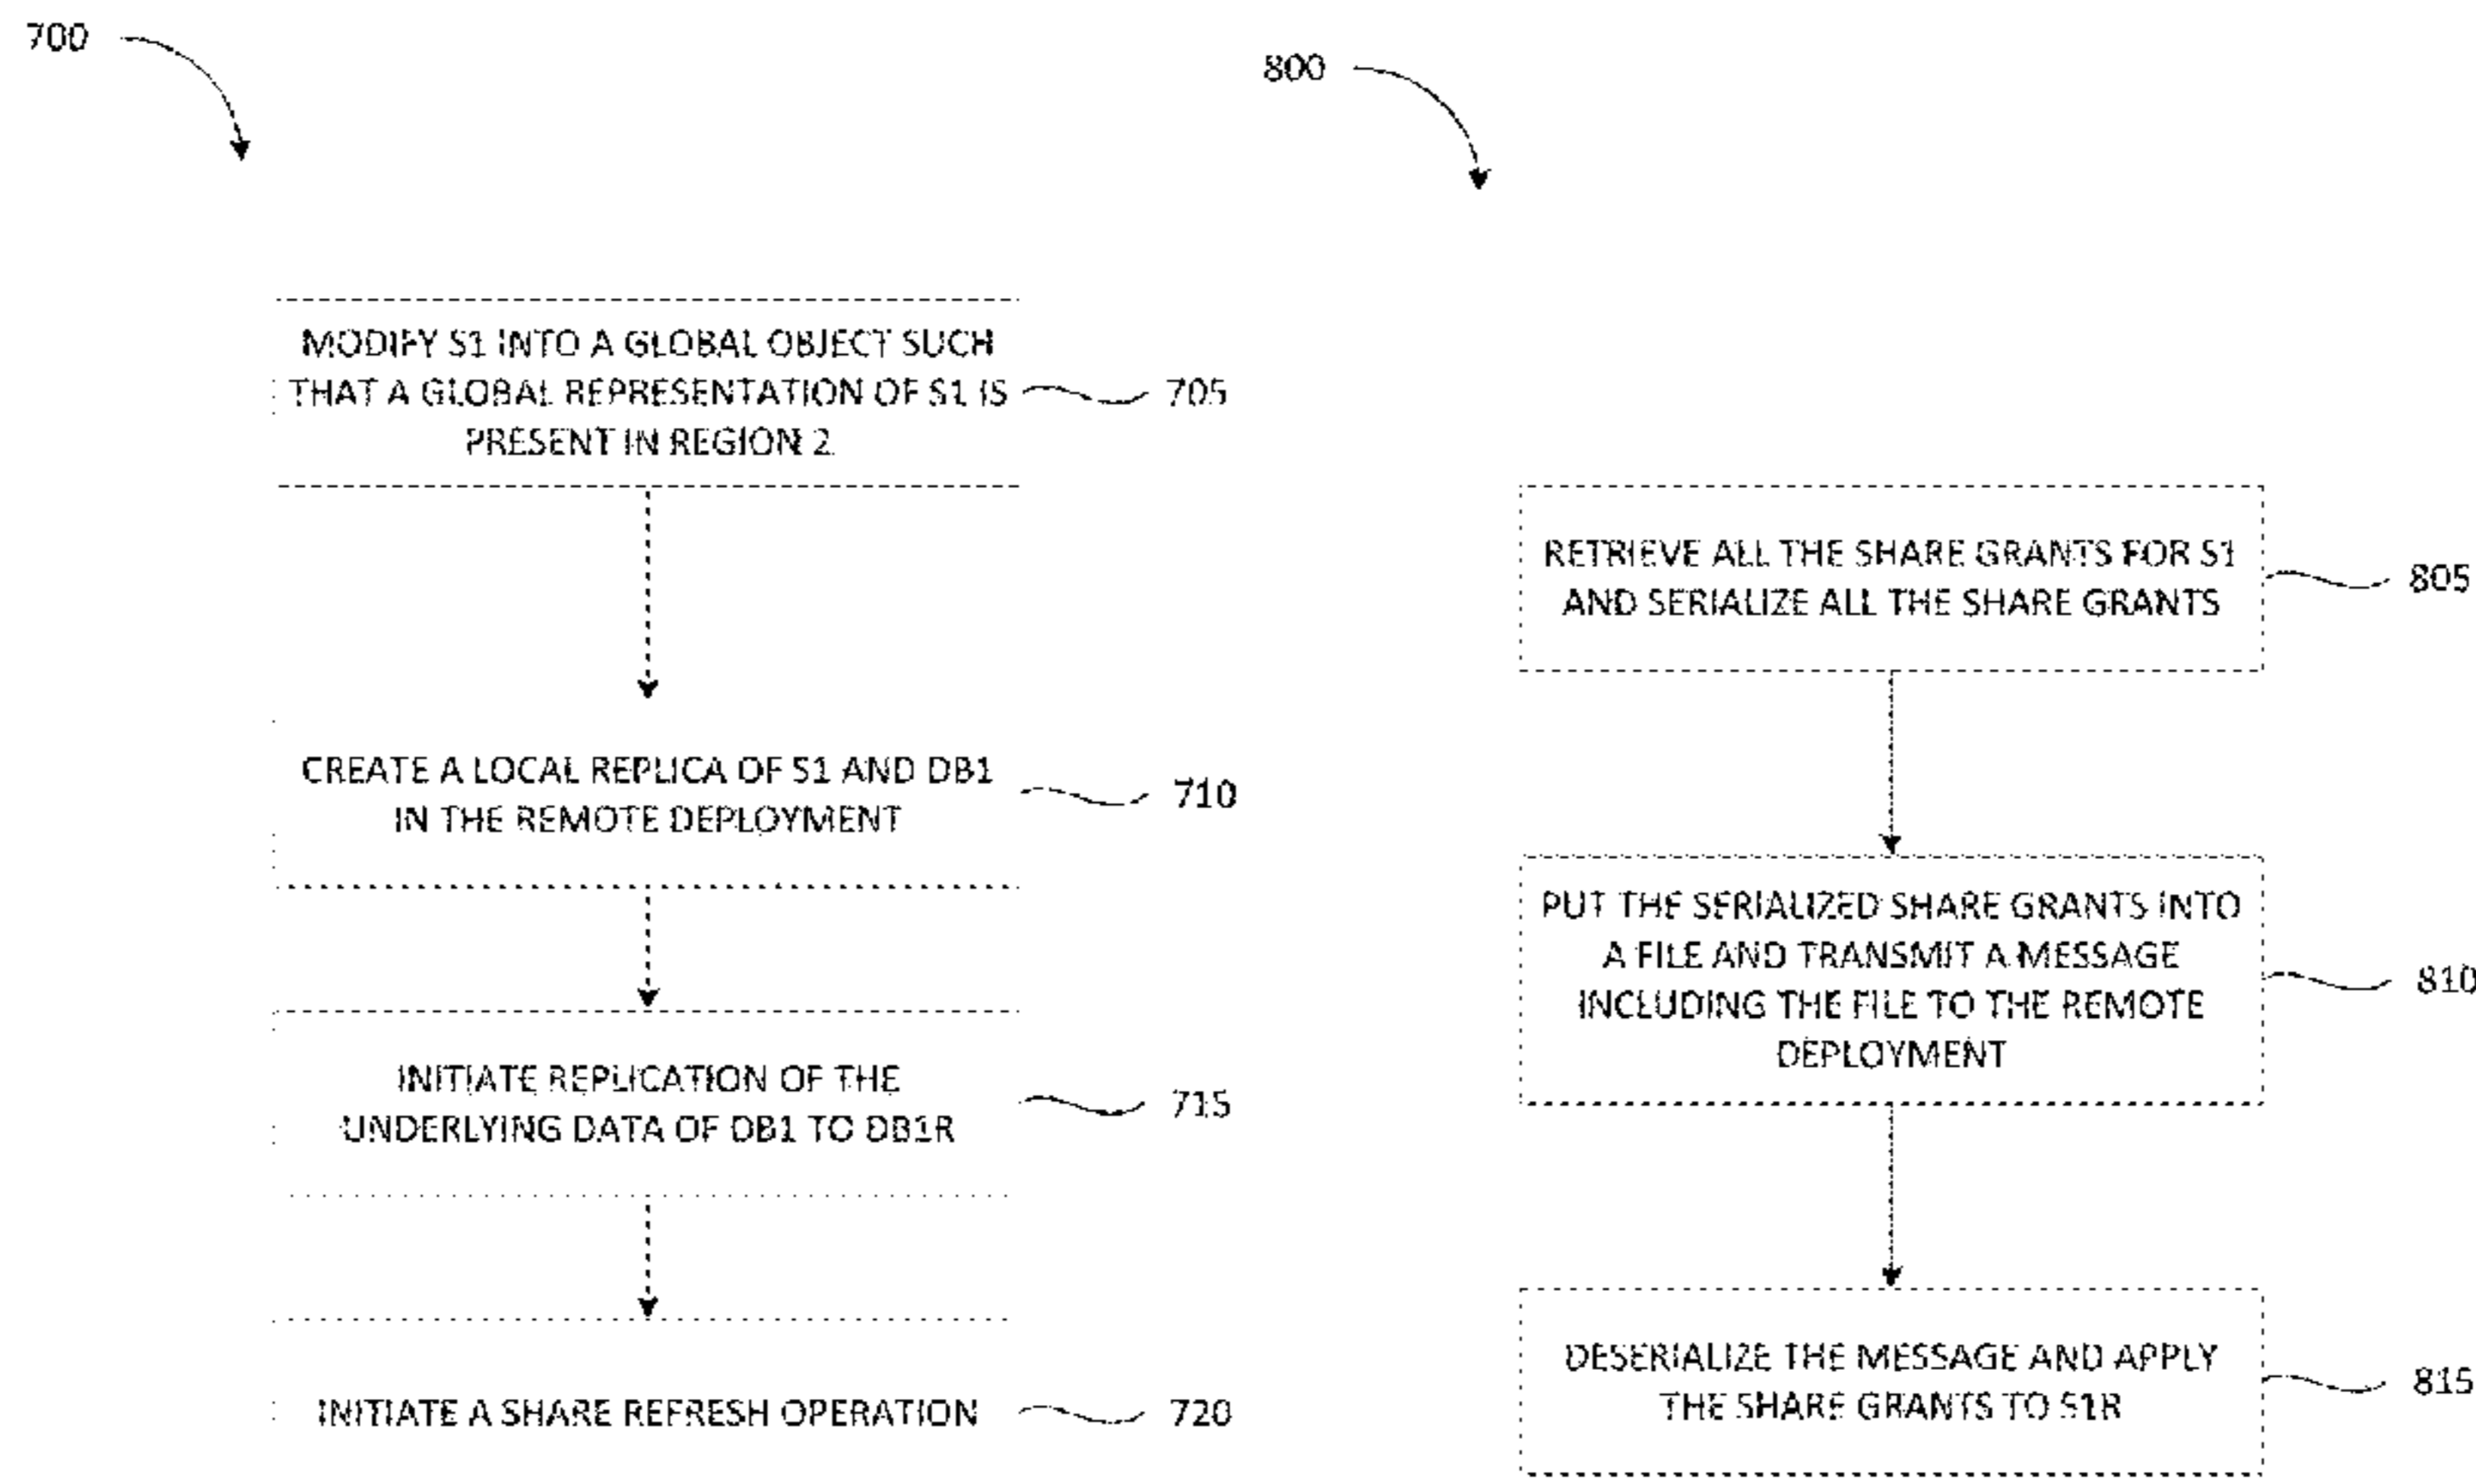 700
MODIFY S1 INTO A GLOBAL OBJECT SUCH
THAT A GLOBAL REPRESENTATION OF S1 IS
PRESENT IN REGION 2
705
CREATE A LOCAL REPLICA OF S1 AND DB1
IN THE REMOTE DEPLOYMENT
710
INITIATE REPLICATION OF THE
UNDERLYING DATA OF DB1 TO DB1R
715
INITIATE A SHARE REFRESH OPERATION
720
800
RETRIEVE ALL THE SHARE GRANTS FOR S1
AND SERIALIZE ALL THE SHARE GRANTS
805
PUT THE SERIALIZED SHARE GRANTS INTO
A FILE AND TRANSMIT A MESSAGE
INCLUDING THE FILE TO THE REMOTE
DEPLOYMENT
810
DESERIALIZE THE MESSAGE AND APPLY
THE SHARE GRANTS TO S1R
815